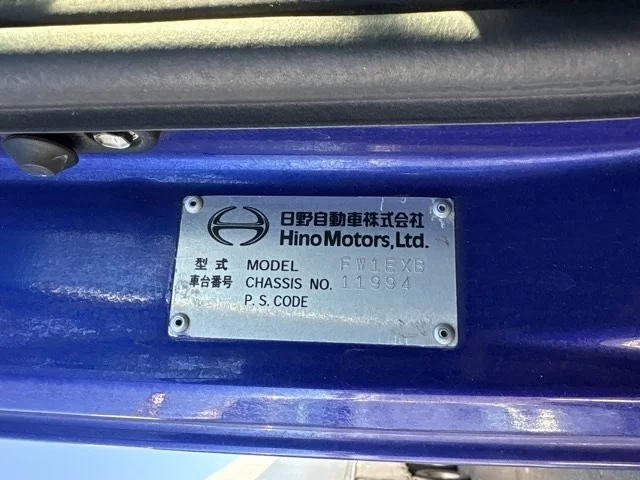 日野自動車株式会社
Hino Motors, Ltd.
型式 MODEL FW1EXB
車台番号 CHASSIS NO. 11994
P. S. CODE